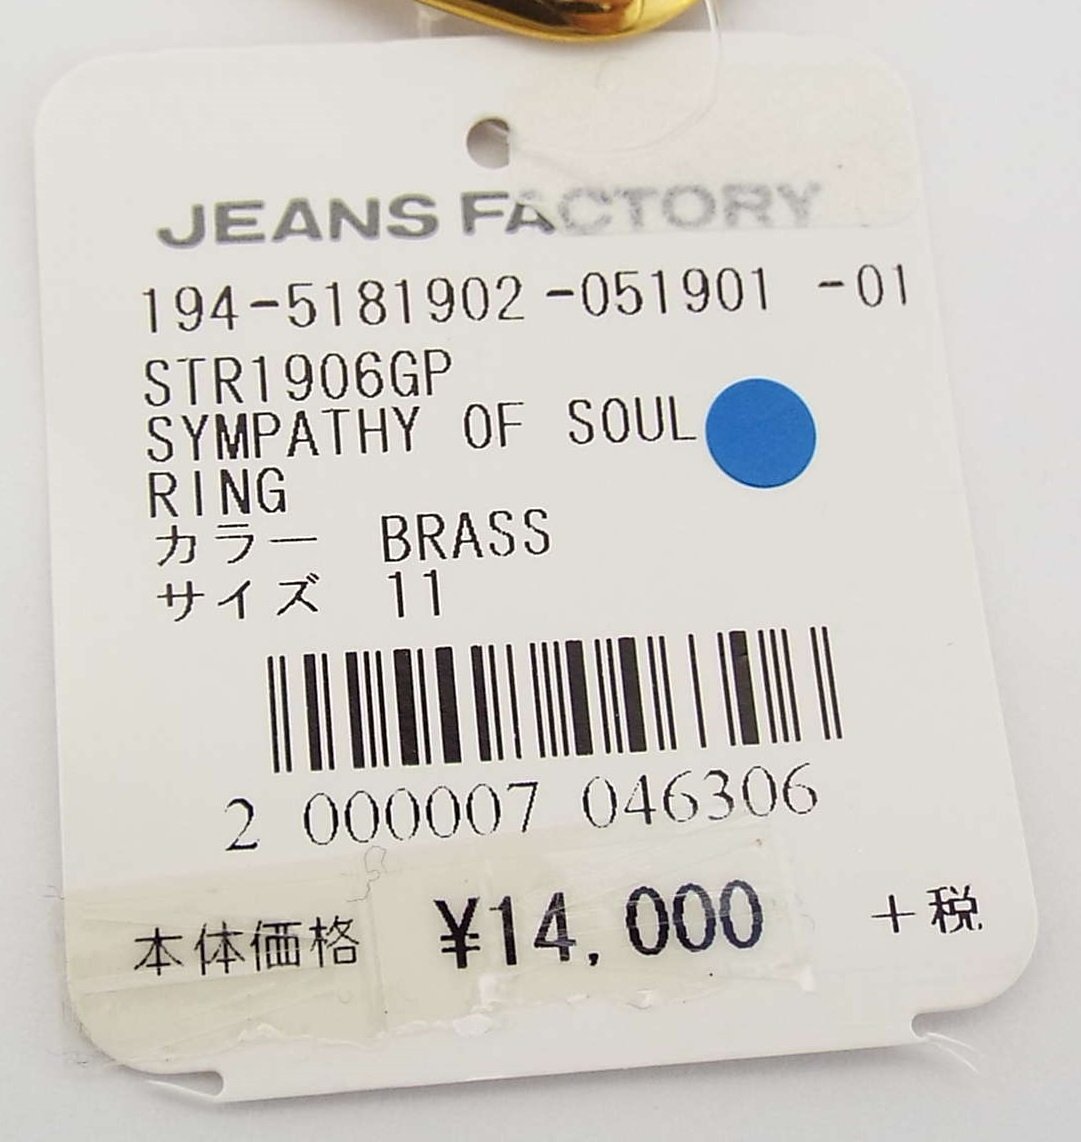 JEANS FACTORY
194-5181902-051901 -01
STR1906GP
SYMPATHY OF SOUL
RING
カラー BRASS
サイズ 11
2 000007 046306
本体価格 ¥14,000 +税